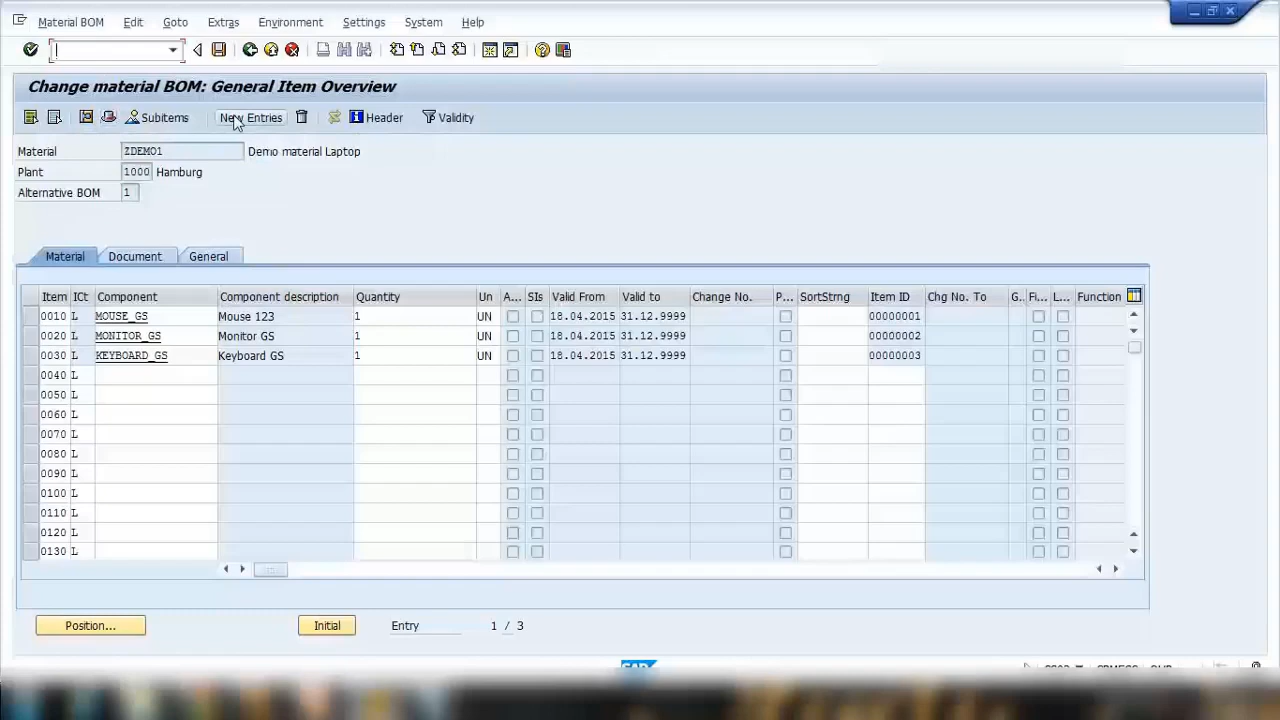 Material BOM Edit Goto Extras Environment Settings System Help
Change material BOM: General Item Overview
Subitems New Entries Header Validity
Material ZDEMO1 Demo material Laptop
Plant 1000 Hamburg
Alternative BOM 1
Material Document General
Item ICt Component Component description Quantity Un A... SIs Valid From Valid to Change No. P... SortStrng Item ID Chg No. To G.. Fi... L... Function
0010 L MOUSE_GS Mouse 123 1 UN 18.04.2015 31.12.9999 00000001
0020 L MONITOR_GS Monitor GS 1 UN 18.04.2015 31.12.9999 00000002
0030 L KEYBOARD_GS Keyboard GS 1 UN 18.04.2015 31.12.9999 00000003
0040 L
0050 L
0060 L
0070 L
0080 L
0090 L
0100 L
0110 L
0120 L
0130 L
Position... Initial Entry 1 / 3
SAP